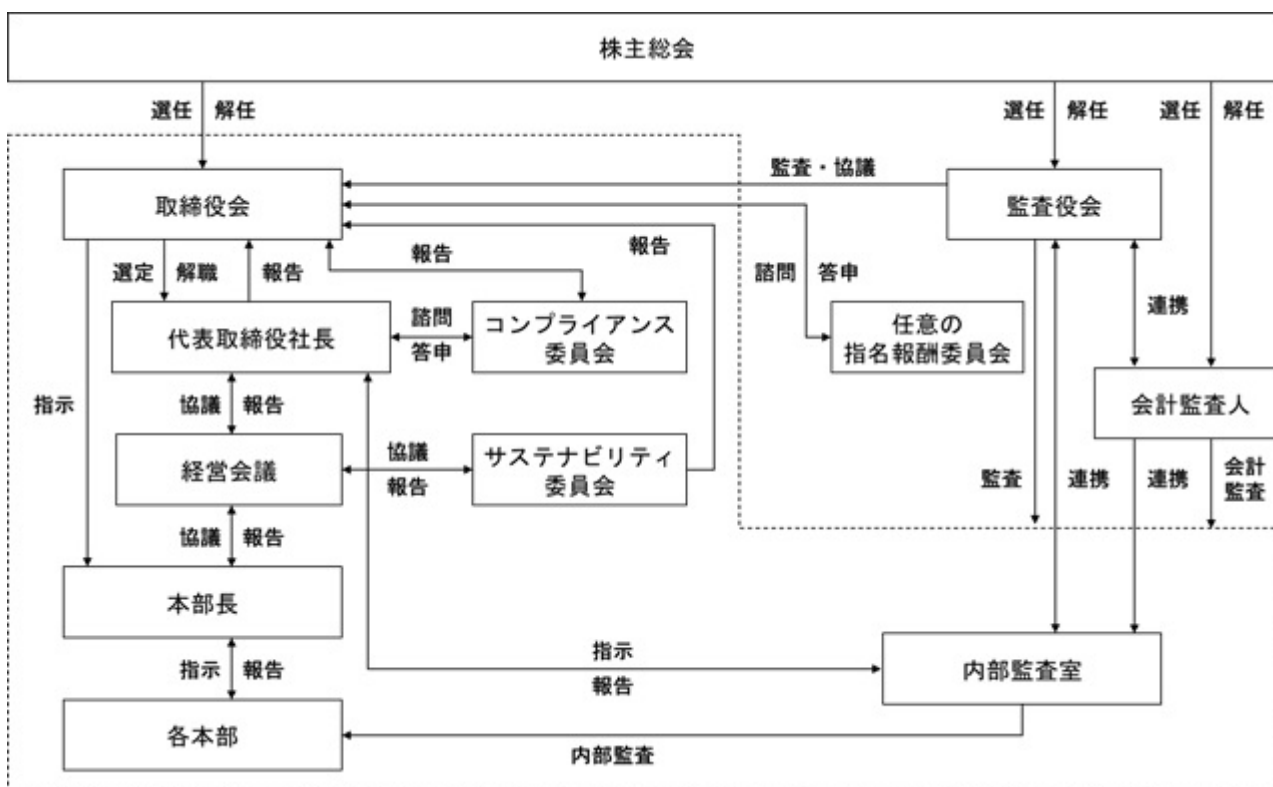 株主総会
選任 解任
選任 解任
選任 解任
監査・協議
取締役会
監査役会
報告
報告
選定 解職
報告
諮問 答申
連携
代表取締役社長
諮問
答申
コンプライアンス
委員会
任意の
指名報酬委員会
指示
協議 報告
会計監査人
経営会議
協議
報告
サステナビリティ
委員会
監査
連携
連携
会計
監査
協議 報告
本部長
指示 報告
指示
報告
内部監査室
各本部
内部監査